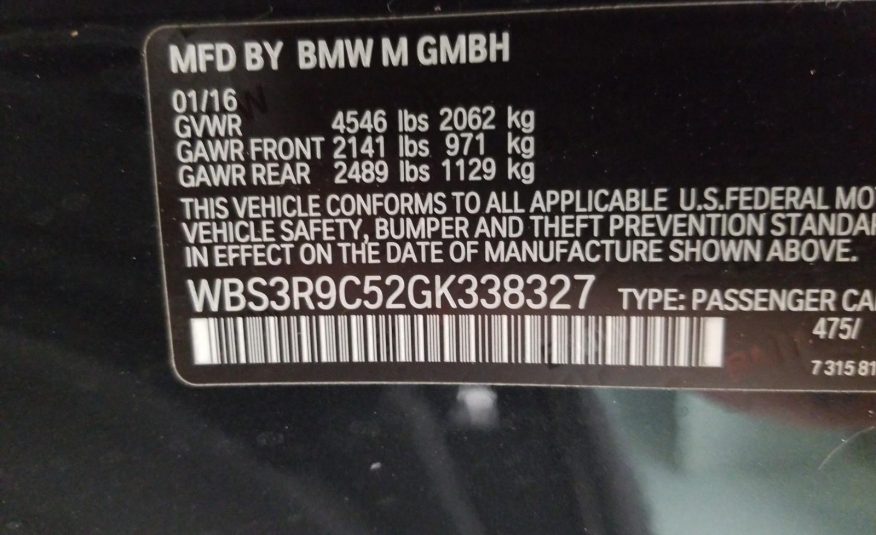 MFD BY BMW M GMBH
01/16
GVWR 4546 lbs 2062 kg
GAWR FRONT 2141 lbs 971 kg
GAWR REAR 2489 lbs 1129 kg
THIS VEHICLE CONFORMS TO ALL APPLICABLE U.S.FEDERAL MO
VEHICLE SAFETY, BUMPER AND THEFT PREVENTION STANDA
IN EFFECT ON THE DATE OF MANUFACTURE SHOWN ABOVE.
WBS3R9C52GK338327 TYPE: PASSENGER CA
475/
7 315 81